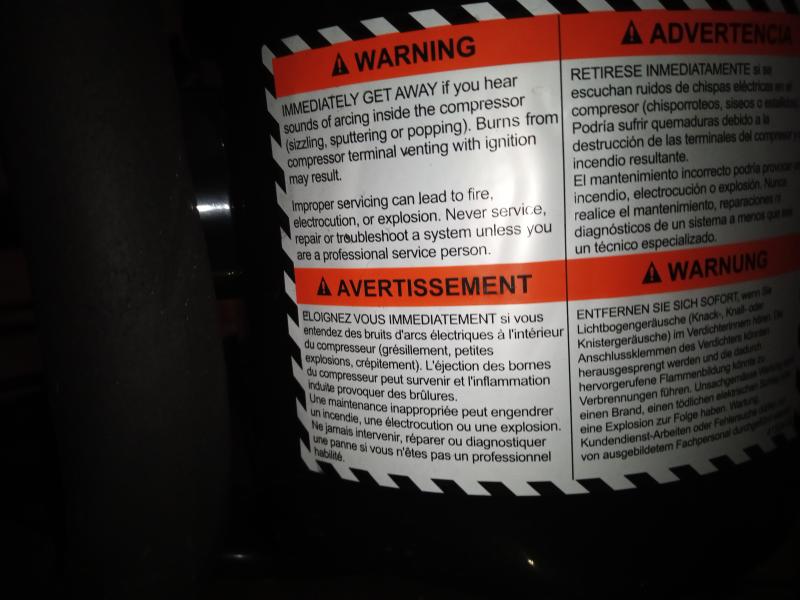 WARNING
IMMEDIATELY GET AWAY if you hear
sounds of arcing inside the compressor
(sizzling, sputtering or popping). Burns from
compressor terminal venting with ignition
may result.
Improper servicing can lead to fire,
electrocution, or explosion. Never service,
repair or troubleshoot a system unless you
are a professional service person.
ADVERTENCIA
RETIRESE INMEDIATAMENTE si se
escuchan ruidos de chispas eléctricas en el
compresor (chisporroteos, siseos o estallidos).
Podría sufrir quemaduras debido a la
destrucción de las terminales del compresor y
incendio resultante.
El mantenimiento incorrecto podría provocar un
incendio, electrocución o explosión. Nunca
realice el mantenimiento, reparaciones ni
diagnósticos de un sistema a menos que sea
un técnico especializado.
AVERTISSEMENT
ELOIGNEZ VOUS IMMEDIATEMENT si vous
entendez des bruits d'arcs électriques à l'intérieur
du compresseur (grésillement, petites
explosions, crépitement). L'éjection des bornes
du compresseur peut survenir et l'inflammation
induite provoquer des brûlures.
Une maintenance inappropriée peut engendrer
un incendie, une électrocution ou une explosion.
Ne jamais intervenir, réparer ou diagnostiquer
une panne si vous n'êtes pas un professionnel
habilité.
WARNUNG
ENTFERNEN SIE SICH SOFORT, wenn Sie
Lichtbogengeräusche (Knack-, Knall- oder
Knistergeräusche) im Verdichterinnern hören. Die
Anschlussklemmen des Verdichters könnten
herausgesprengt werden und die dadurch
hervorgerufene Flammenbildung könnte zu
Verbrennungen führen. Unsachgemässe Wartung kann
einen Brand, einen tödlichen elektrischen Schlag oder
eine Explosion zur Folge haben. Wartung,
Kundendienst-Arbeiten oder Fehlersuche dürfen nur
von ausgebildetem Fachpersonal durchgeführt